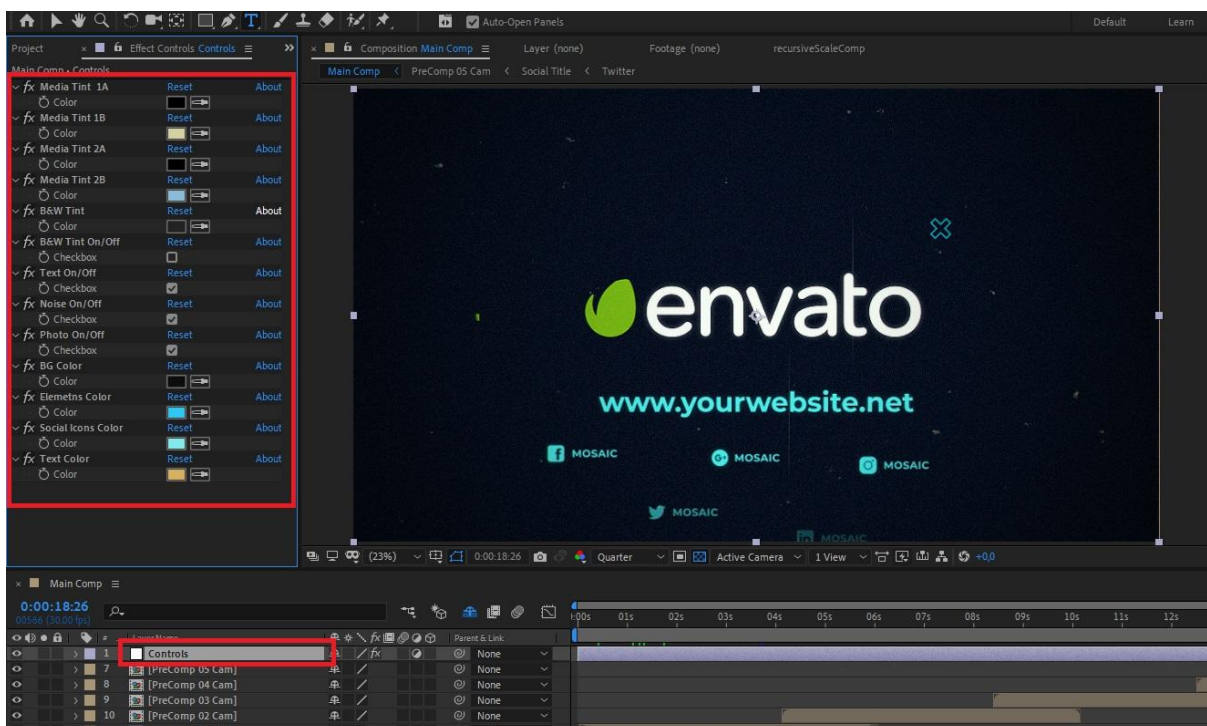 Auto-Open Panels
Default
Learn
Project
Effect Controls Controls
Main Comp • Controls
fx Media Tint 1A Reset About
Color
fx Media Tint 1B Reset About
Color
fx Media Tint 2A Reset About
Color
fx Media Tint 2B Reset About
Color
fx B&W Tint Reset About
Color
fx B&W Tint On/Off Reset About
Checkbox
fx Text On/Off Reset About
Checkbox
fx Noise On/Off Reset About
Checkbox
fx Photo On/Off Reset About
Checkbox
fx BG Color Reset About
Color
fx Elemetns Color Reset About
Color
fx Social Icons Color Reset About
Color
fx Text Color Reset About
Color
Composition Main Comp
Layer (none)
Footage (none)
recursiveScaleComp
Main Comp
PreComp 05 Cam
Social Title
Twitter
envato
www.yourwebsite.net
MOSAIC
MOSAIC
MOSAIC
MOSAIC
MOSAIC
(23%) 0:00:18:26 Quarter Active Camera 1 View +0,0
Main Comp
0:00:18:26
00566 (30.00 fps)
:00s 01s 02s 03s 04s 05s 06s 07s 08s 09s 10s 11s 12s
# Layer Name Parent & Link
1 Controls None
7 [PreComp 05 Cam] None
8 [PreComp 04 Cam] None
9 [PreComp 03 Cam] None
10 [PreComp 02 Cam] None